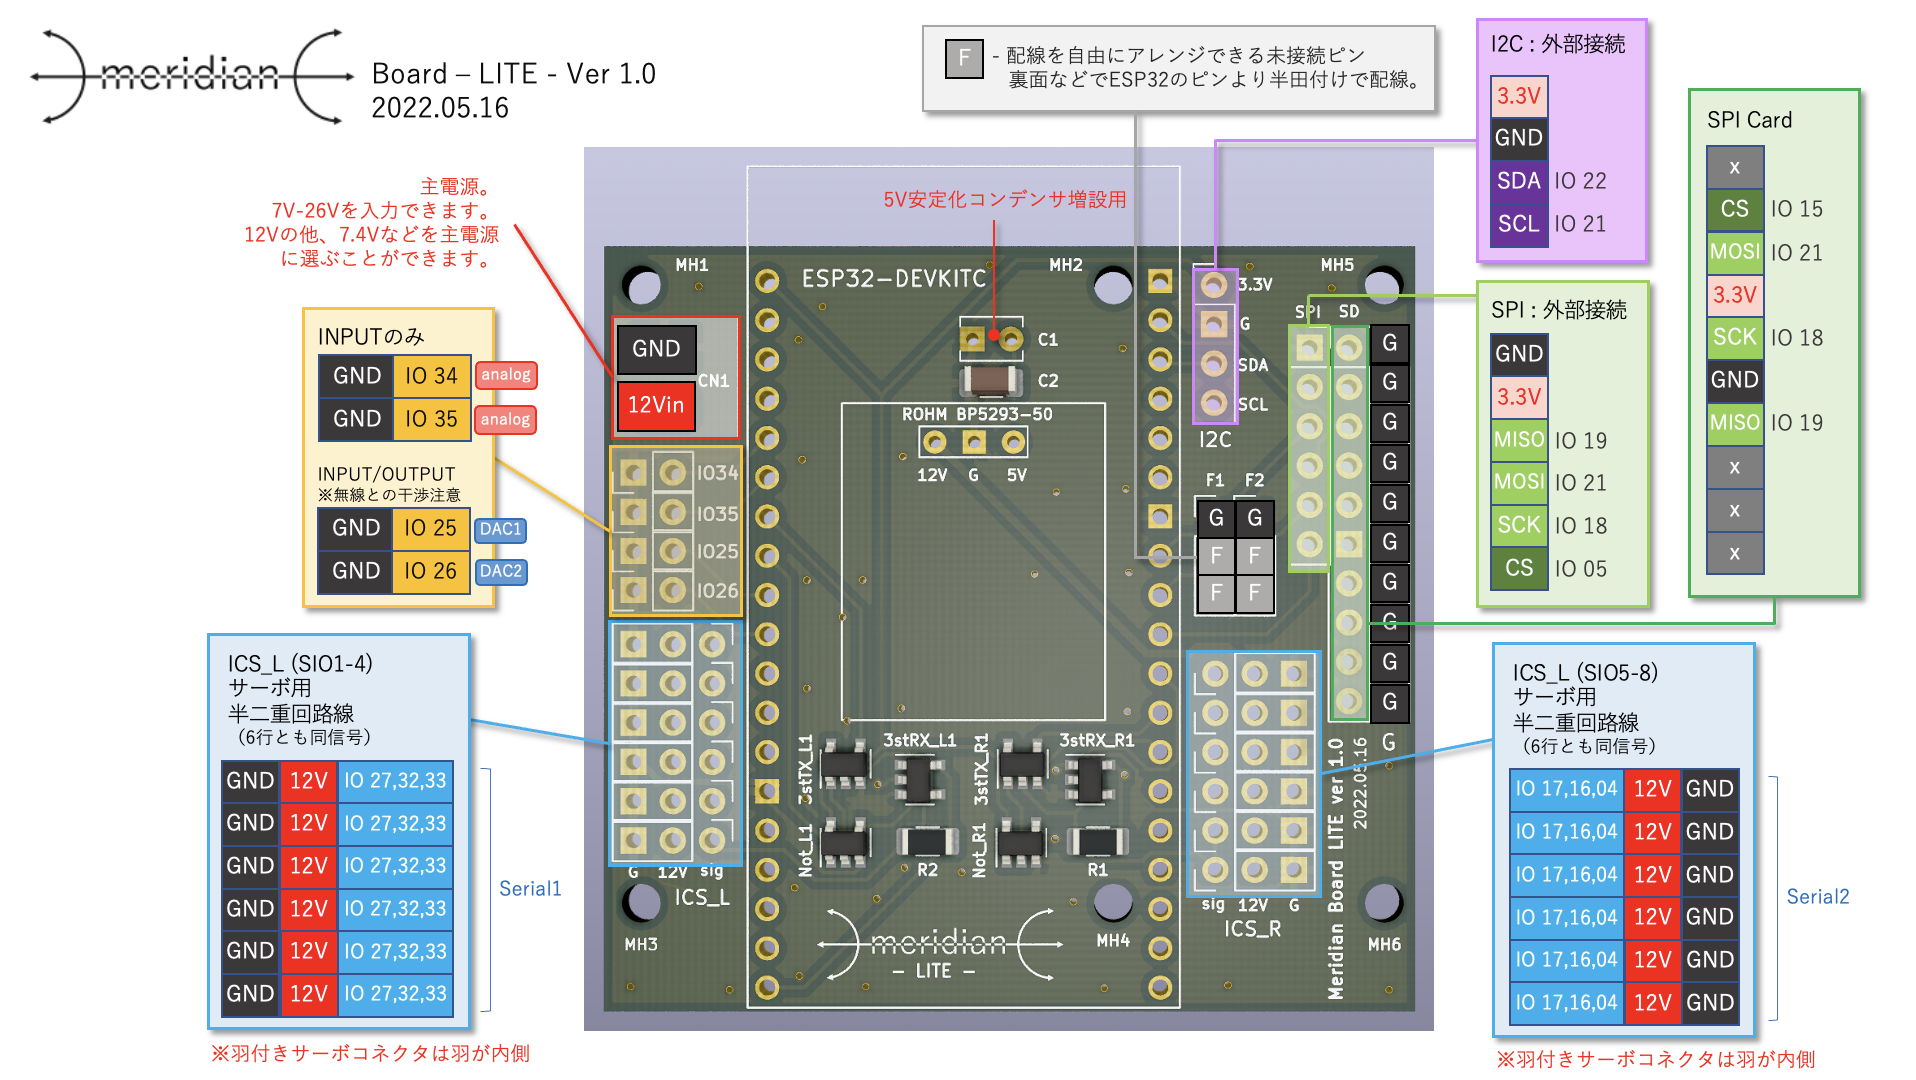 meridian
Board – LITE - Ver 1.0
2022.05.16
F
- 配線を自由にアレンジできる未接続ピン
裏面などでESP32のピンより半田付けで配線。
I2C : 外部接続
3.3V
GND
SDA IO 22
SCL IO 21
SPI Card
x
CS IO 15
MOSI IO 21
3.3V
SCK IO 18
GND
MISO IO 19
x
x
x
SPI : 外部接続
GND
3.3V
MISO IO 19
MOSI IO 21
SCK IO 18
CS IO 05
主電源。
7V-26Vを入力できます。
12Vの他、7.4Vなどを主電源
に選ぶことができます。
5V安定化コンデンサ増設用
INPUTのみ
GND IO 34 analog
GND IO 35 analog
INPUT/OUTPUT
※無線との干渉注意
GND IO 25 DAC1
GND IO 26 DAC2
ICS_L (SIO1-4)
サーボ用
半二重回路線
（6行とも同信号）
GND 12V IO 27,32,33
GND 12V IO 27,32,33
GND 12V IO 27,32,33
GND 12V IO 27,32,33
GND 12V IO 27,32,33
GND 12V IO 27,32,33
Serial1
※羽付きサーボコネクタは羽が内側
MH1
MH2
MH5
ESP32-DEVKITC
GND
12Vin
CN1
C1
C2
ROHM BP5293-50
12V G 5V
IO34
IO35
IO25
IO26
3.3V
G
SDA
SCL
I2C
SPI SD
G
G
G
G
G
G
G
G
G
G
G
F1 F2
G G
F F
F F
3stTX_L1
3stRX_L1
3stTX_R1
3stRX_R1
Not_L1
R2
Not_R1
R1
G 12V sig
ICS_L
sig 12V G
ICS_R
MH3
MH4
MH6
meridian
- LITE -
Meridian Board LITE ver 1.0
2022.05.16
ICS_L (SIO5-8)
サーボ用
半二重回路線
（6行とも同信号）
IO 17,16,04 12V GND
IO 17,16,04 12V GND
IO 17,16,04 12V GND
IO 17,16,04 12V GND
IO 17,16,04 12V GND
IO 17,16,04 12V GND
Serial2
※羽付きサーボコネクタは羽が内側